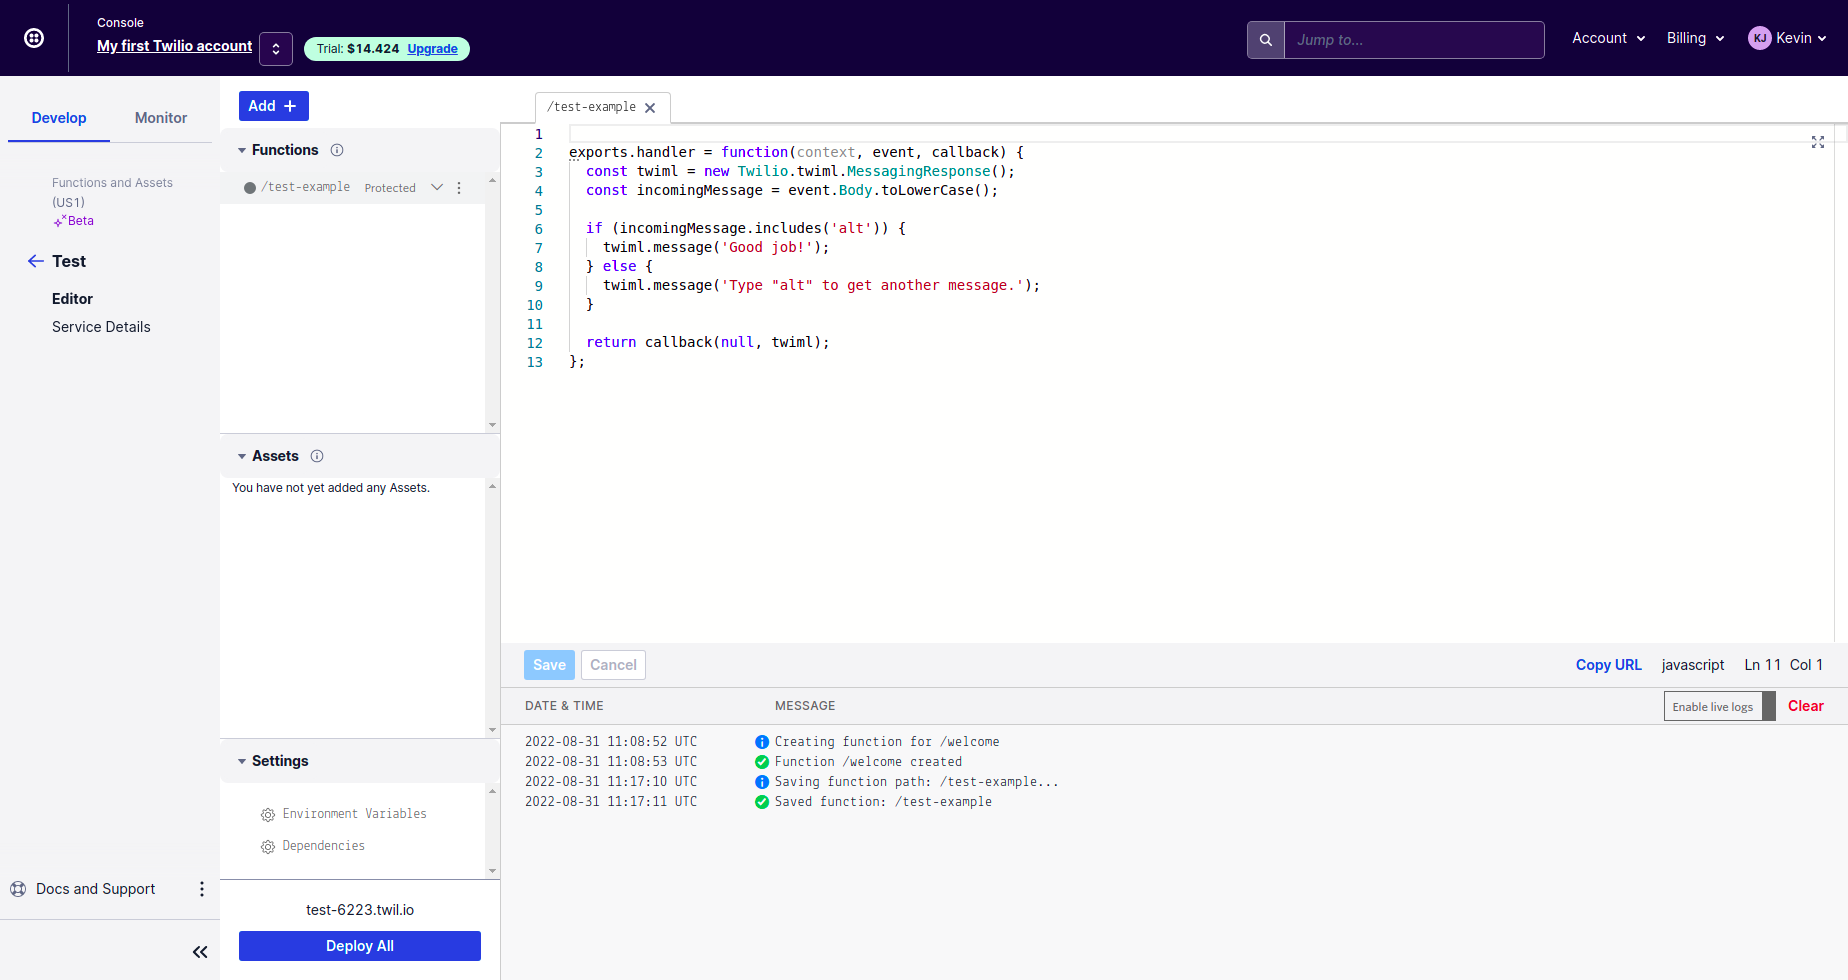 Console
My first Twilio account
Trial: $14.424 Upgrade
Jump to...
Account
Billing
KJ Kevin
Develop
Monitor
Functions and Assets
(US1)
Beta
Test
Editor
Service Details
Docs and Support
Add +
Functions
/test-example Protected
Assets
You have not yet added any Assets.
Settings
Environment Variables
Dependencies
test-6223.twil.io
Deploy All
/test-example
1
2 exports.handler = function(context, event, callback) {
3 const twiml = new Twilio.twiml.MessagingResponse();
4 const incomingMessage = event.Body.toLowerCase();
5
6 if (incomingMessage.includes('alt')) {
7 twiml.message('Good job!');
8 } else {
9 twiml.message('Type "alt" to get another message.');
10 }
11
12 return callback(null, twiml);
13 };
Save Cancel
Copy URL javascript Ln 11 Col 1
DATE & TIME MESSAGE
Enable live logs Clear
2022-08-31 11:08:52 UTC Creating function for /welcome
2022-08-31 11:08:53 UTC Function /welcome created
2022-08-31 11:17:10 UTC Saving function path: /test-example...
2022-08-31 11:17:11 UTC Saved function: /test-example